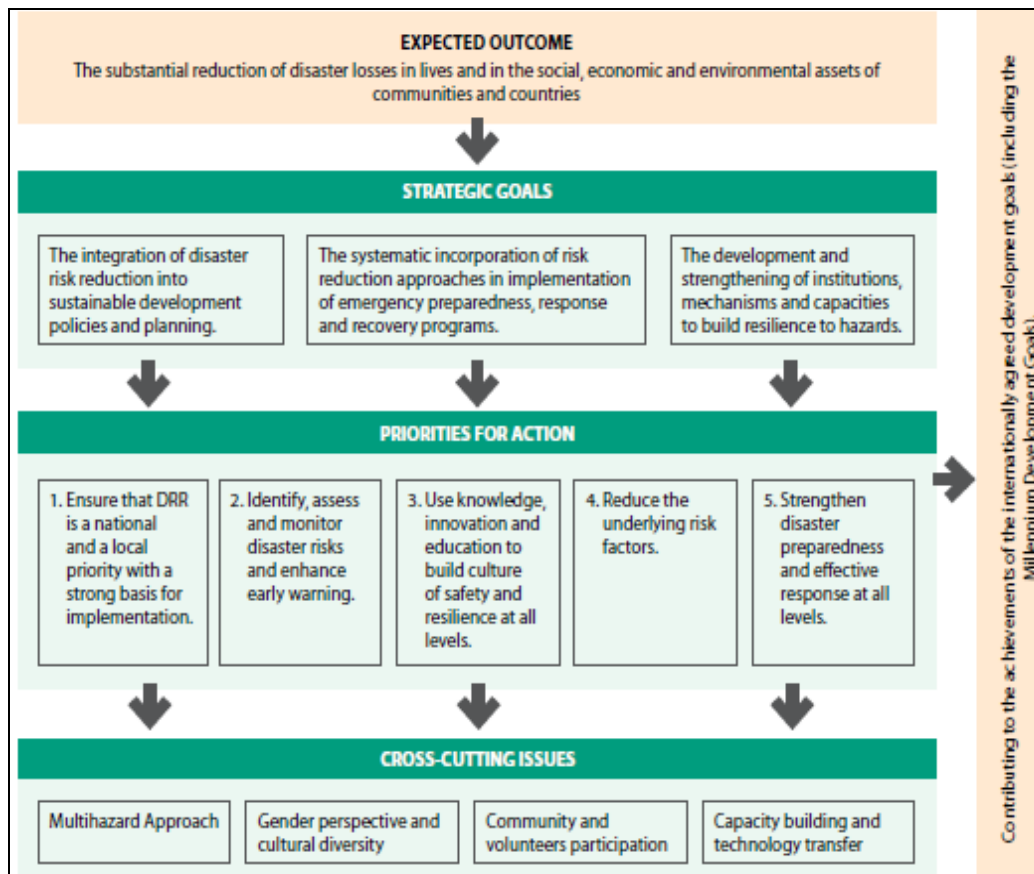 EXPECTED OUTCOME
The substantial reduction of disaster losses in lives and in the social, economic and environmental assets of
communities and countries
STRATEGIC GOALS
The integration of disaster
risk reduction into
sustainable development
policies and planning.
The systematic incorporation of risk
reduction approaches in implementation
of emergency preparedness, response
and recovery programs.
The development and
strengthening of institutions,
mechanisms and capacities
to build resilience to hazards.
PRIORITIES FOR ACTION
1. Ensure that DRR
is a national
and a local
priority with a
strong basis for
implementation.
2. Identify, assess
and monitor
disaster risks
and enhance
early warning.
3. Use knowledge,
innovation and
education to
build culture
of safety and
resilience at all
levels.
4. Reduce the
underlying risk
factors.
5. Strengthen
disaster
preparedness
and effective
response at all
levels.
CROSS-CUTTING ISSUES
Multihazard Approach
Gender perspective and
cultural diversity
Community and
volunteers participation
Capacity building and
technology transfer
Contributing to the achievements of the internationally agreed development goals (including the
Millennium Development Goals).